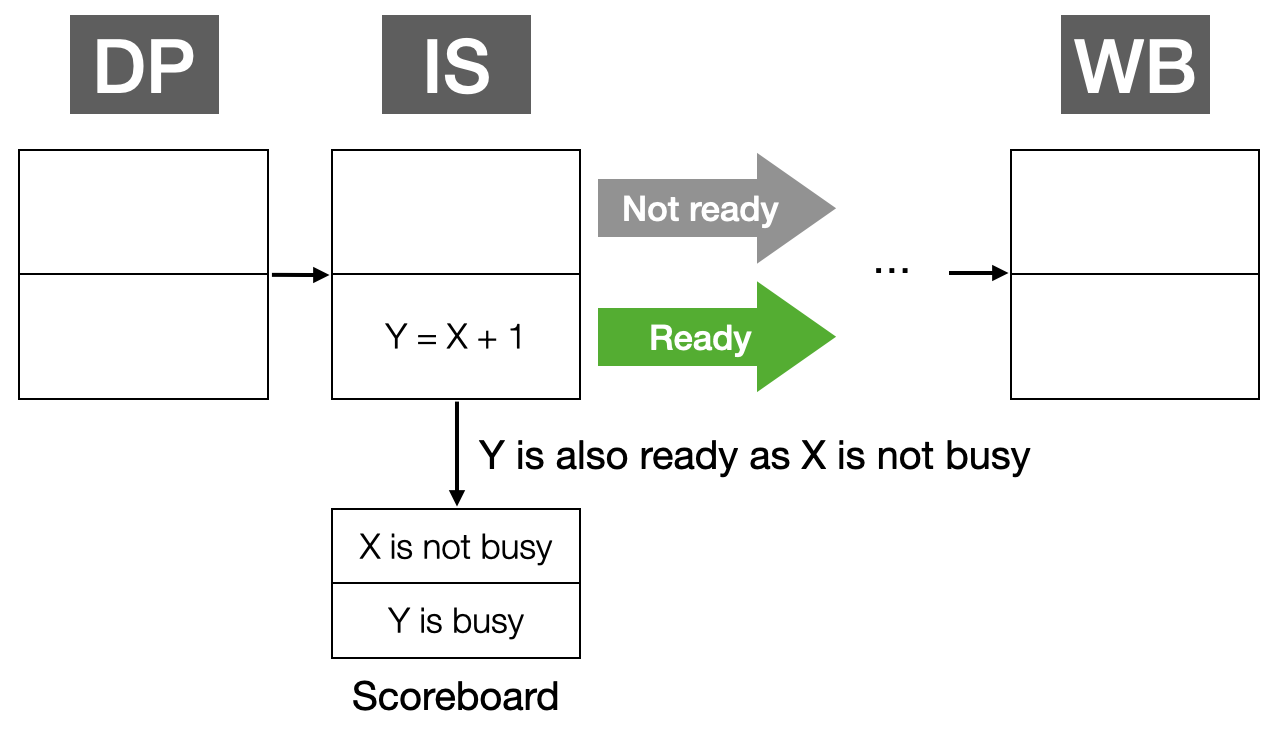 DP
IS
WB
Not ready
...
Y = X + 1
Ready
Y is also ready as X is not busy
X is not busy
Y is busy
Scoreboard